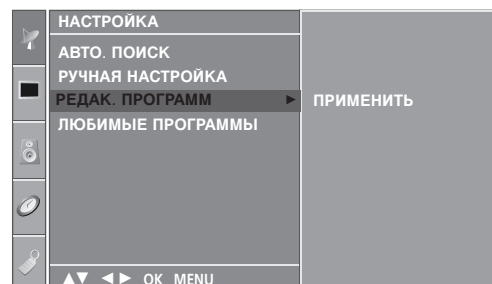 НАСТРОЙКА
АВТО. ПОИСК
РУЧНАЯ НАСТРОЙКА
РЕДАК. ПРОГРАММ ► ПРИМЕНИТЬ
ЛЮБИМЫЕ ПРОГРАММЫ
▲▼ ◄► OK MENU